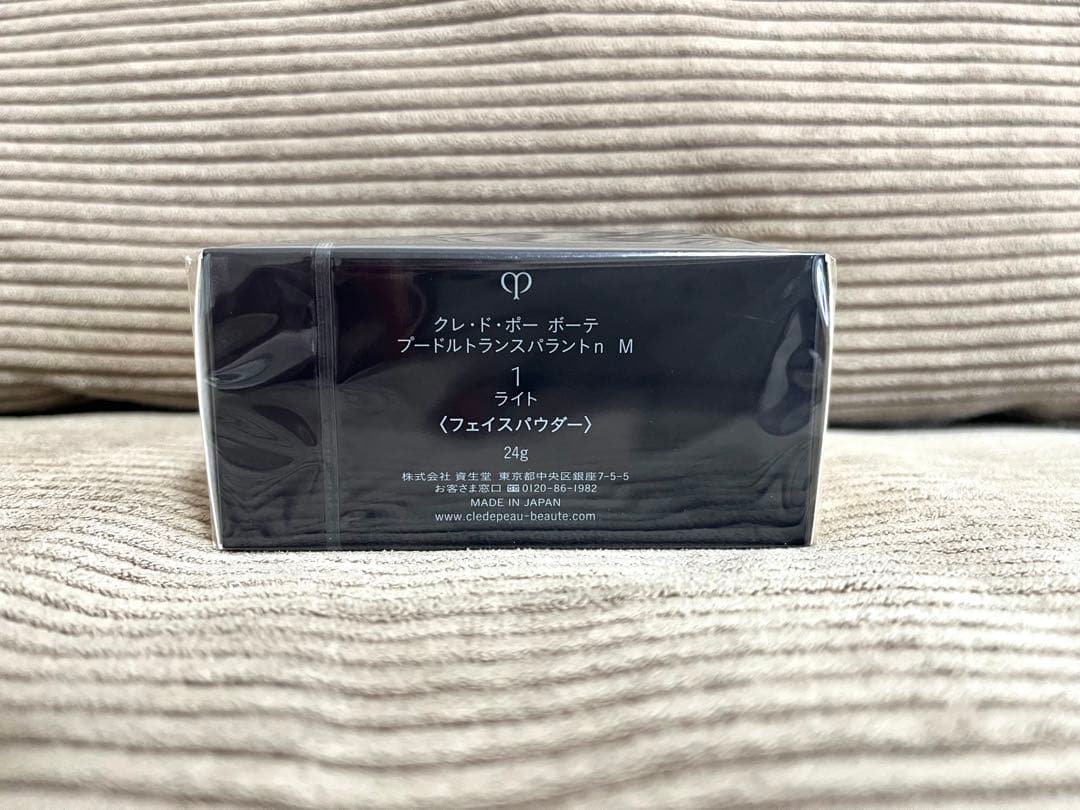 クレ・ド・ポー ボーテ
プードルトランスパラントn M
1
ライト
〈フェイスパウダー〉
24g
株式会社 資生堂 東京都中央区銀座7-5-5
お客さま窓口 0120-86-1982
MADE IN JAPAN
www.cledepeau-beaute.com